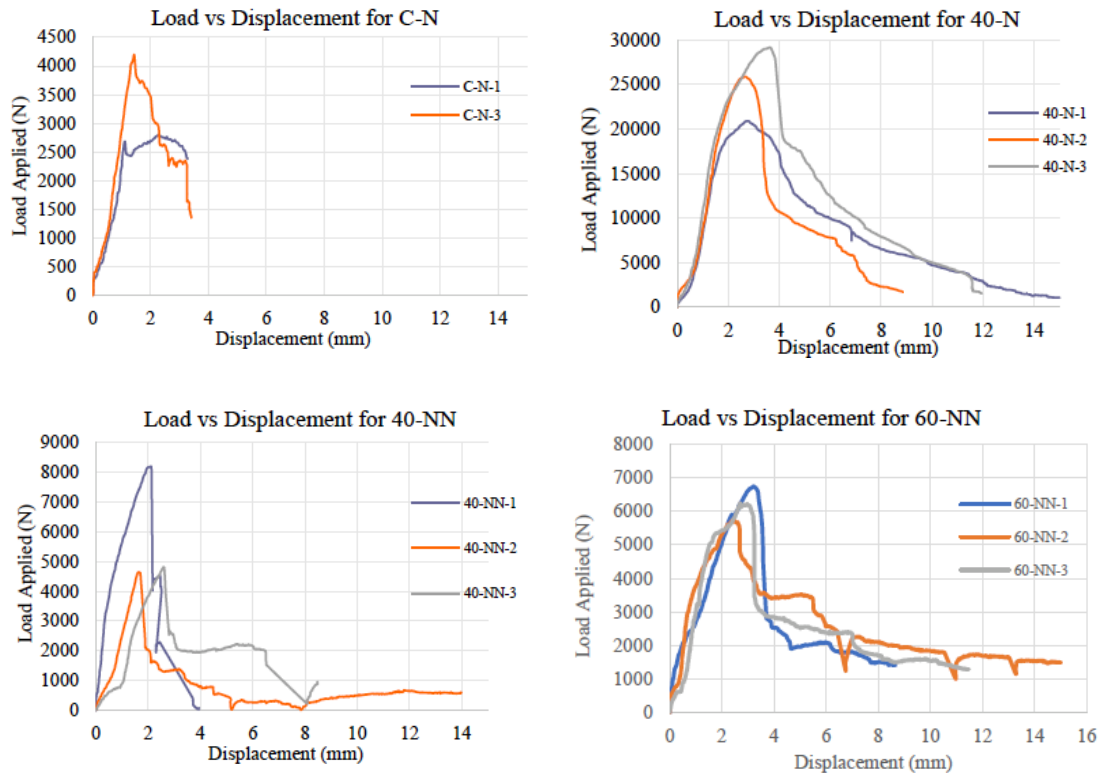 Load vs Displacement for C-N
4500
4000
3500
3000
2500
2000
1500
1000
500
0
0 2 4 6 8 10 12 14
Load Applied (N)
Displacement (mm)
C-N-1
C-N-3
Load vs Displacement for 40-N
30000
25000
20000
15000
10000
5000
0
0 2 4 6 8 10 12 14
Load Applied (N)
Displacement (mm)
40-N-1
40-N-2
40-N-3
Load vs Displacement for 40-NN
9000
8000
7000
6000
5000
4000
3000
2000
1000
0
0 2 4 6 8 10 12 14
Load Applied (N)
Displacement (mm)
40-NN-1
40-NN-2
40-NN-3
Load vs Displacement for 60-NN
8000
7000
6000
5000
4000
3000
2000
1000
0
0 2 4 6 8 10 12 14 16
Load Applied (N)
Displacement (mm)
60-NN-1
60-NN-2
60-NN-3